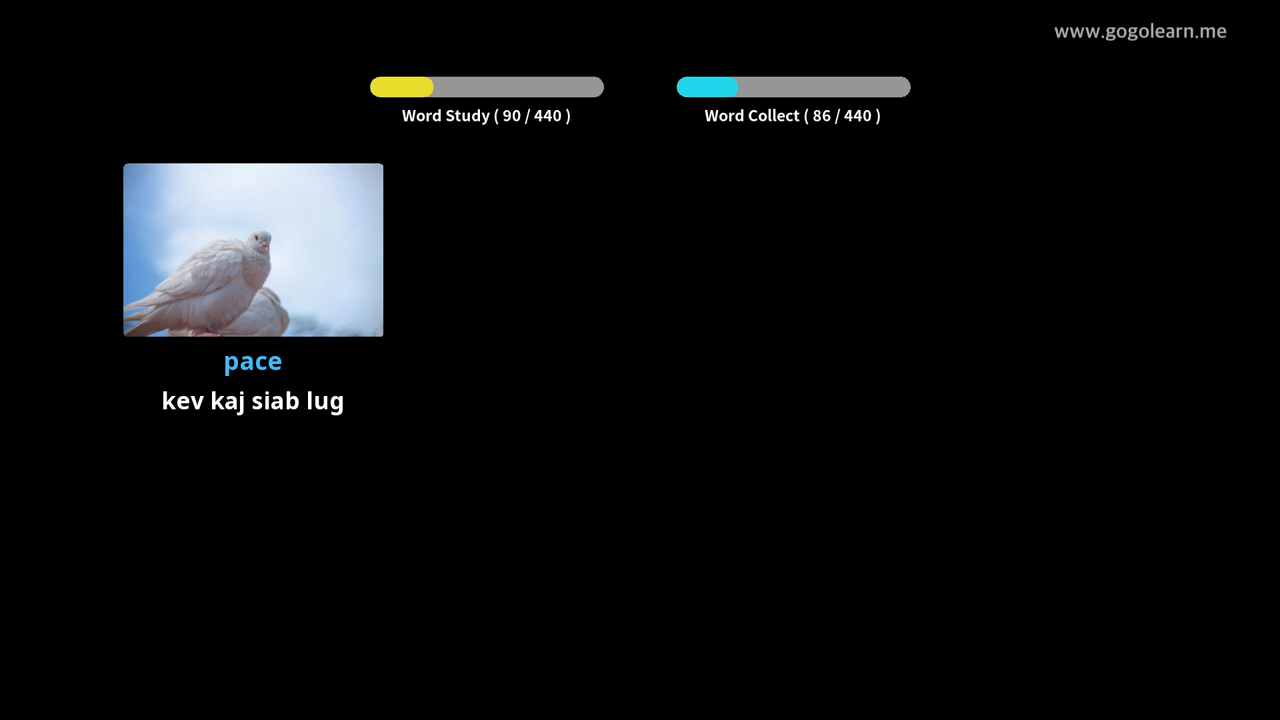 www.gogolearn.me
Word Study ( 90 / 440 )
Word Collect ( 86 / 440 )
pace
kev kaj siab lug